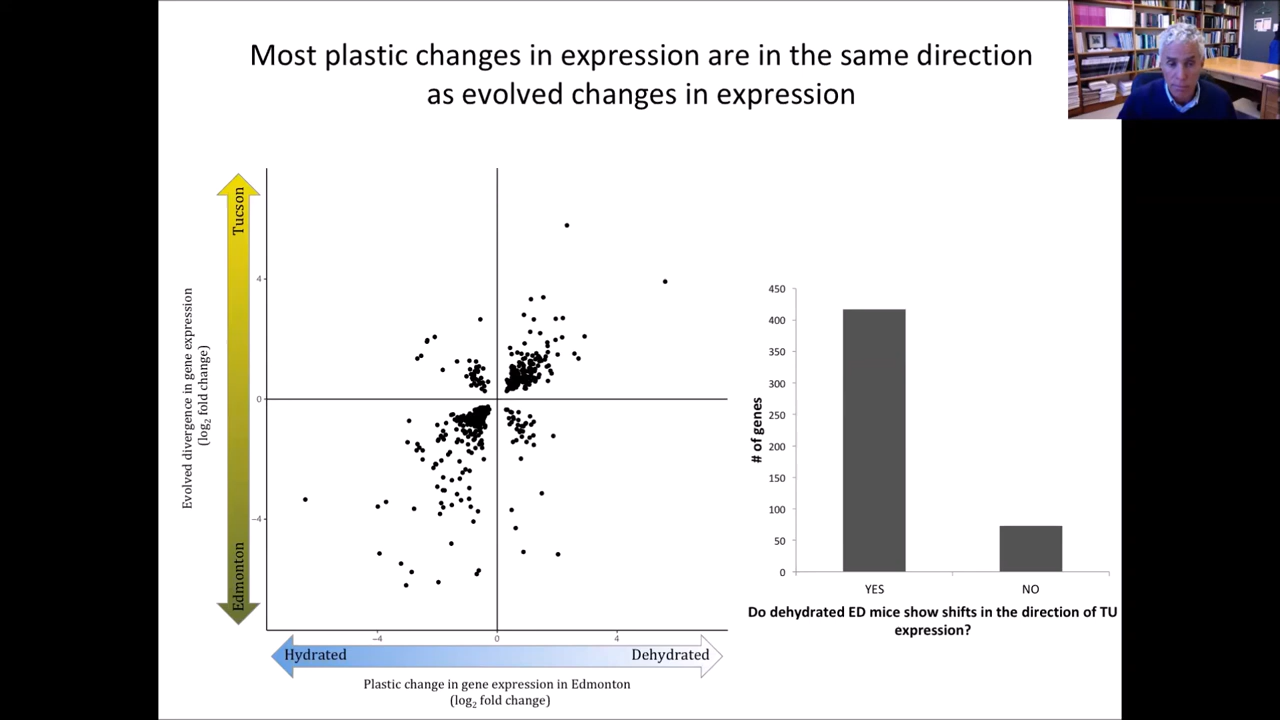 Most plastic changes in expression are in the same direction
as evolved changes in expression
Tucson
Edmonton
Evolved divergence in gene expression
(log₂ fold change)
4
0
−4
−4
0
4
Hydrated
Dehydrated
Plastic change in gene expression in Edmonton
(log₂ fold change)
# of genes
450
400
350
300
250
200
150
100
50
0
YES
NO
Do dehydrated ED mice show shifts in the direction of TU
expression?